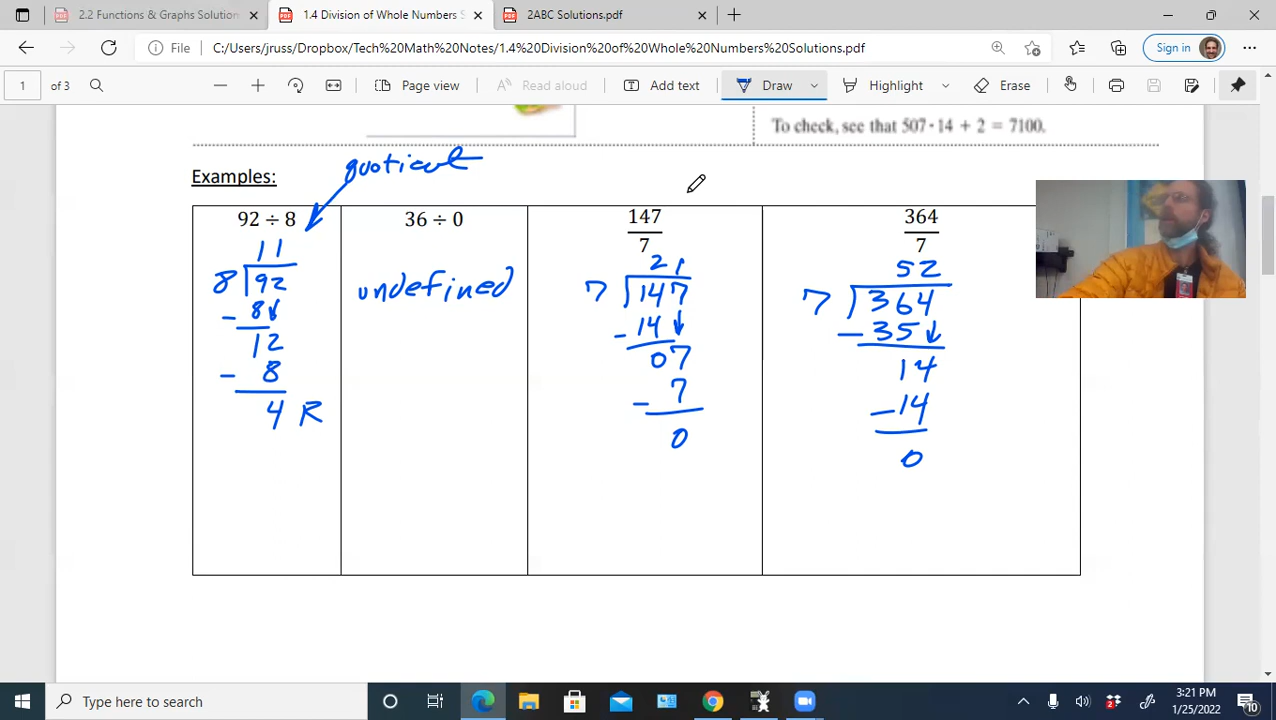 2.2 Functions & Graphs Solution
1.4 Division of Whole Numbers S
2ABC Solutions.pdf
File
C:/Users/jruss/Dropbox/Tech%20Math%20Notes/1.4%20Division%20of%20Whole%20Numbers%20Solutions.pdf
Sign in
1 of 3
Page view
Read aloud
Add text
Draw
Highlight
Erase
To check, see that 507 · 14 + 2 = 7100.
quotient
Examples:
92 ÷ 8
11
8 92
- 8
12
- 8
4 R
36 ÷ 0
undefined
147
7
21
7 147
- 14
07
- 7
0
364
7
52
7 364
- 35
14
- 14
0
Type here to search
2
3:21 PM
1/25/2022
10